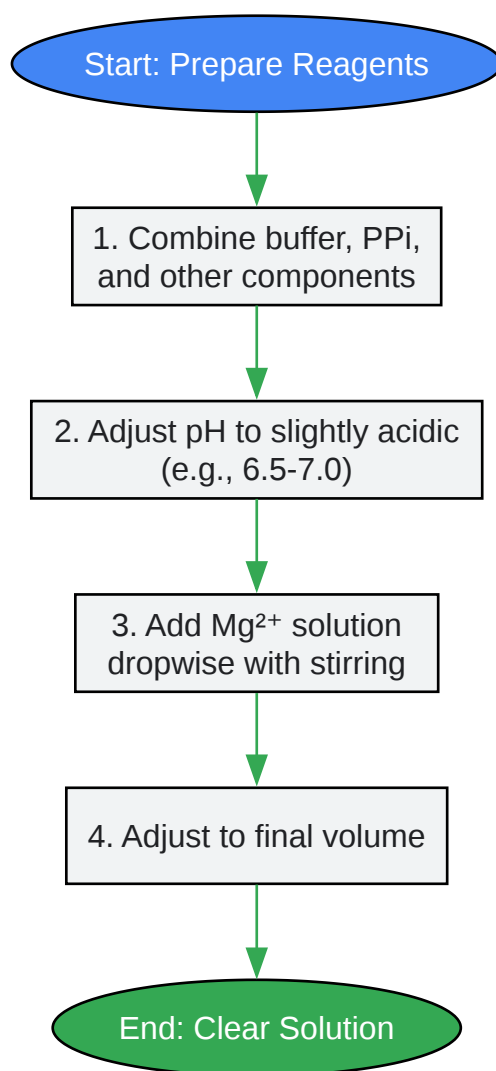 Start: Prepare Reagents
1. Combine buffer, PPi,
and other components
2. Adjust pH to slightly acidic
(e.g., 6.5-7.0)
3. Add Mg²⁺ solution
dropwise with stirring
4. Adjust to final volume
End: Clear Solution